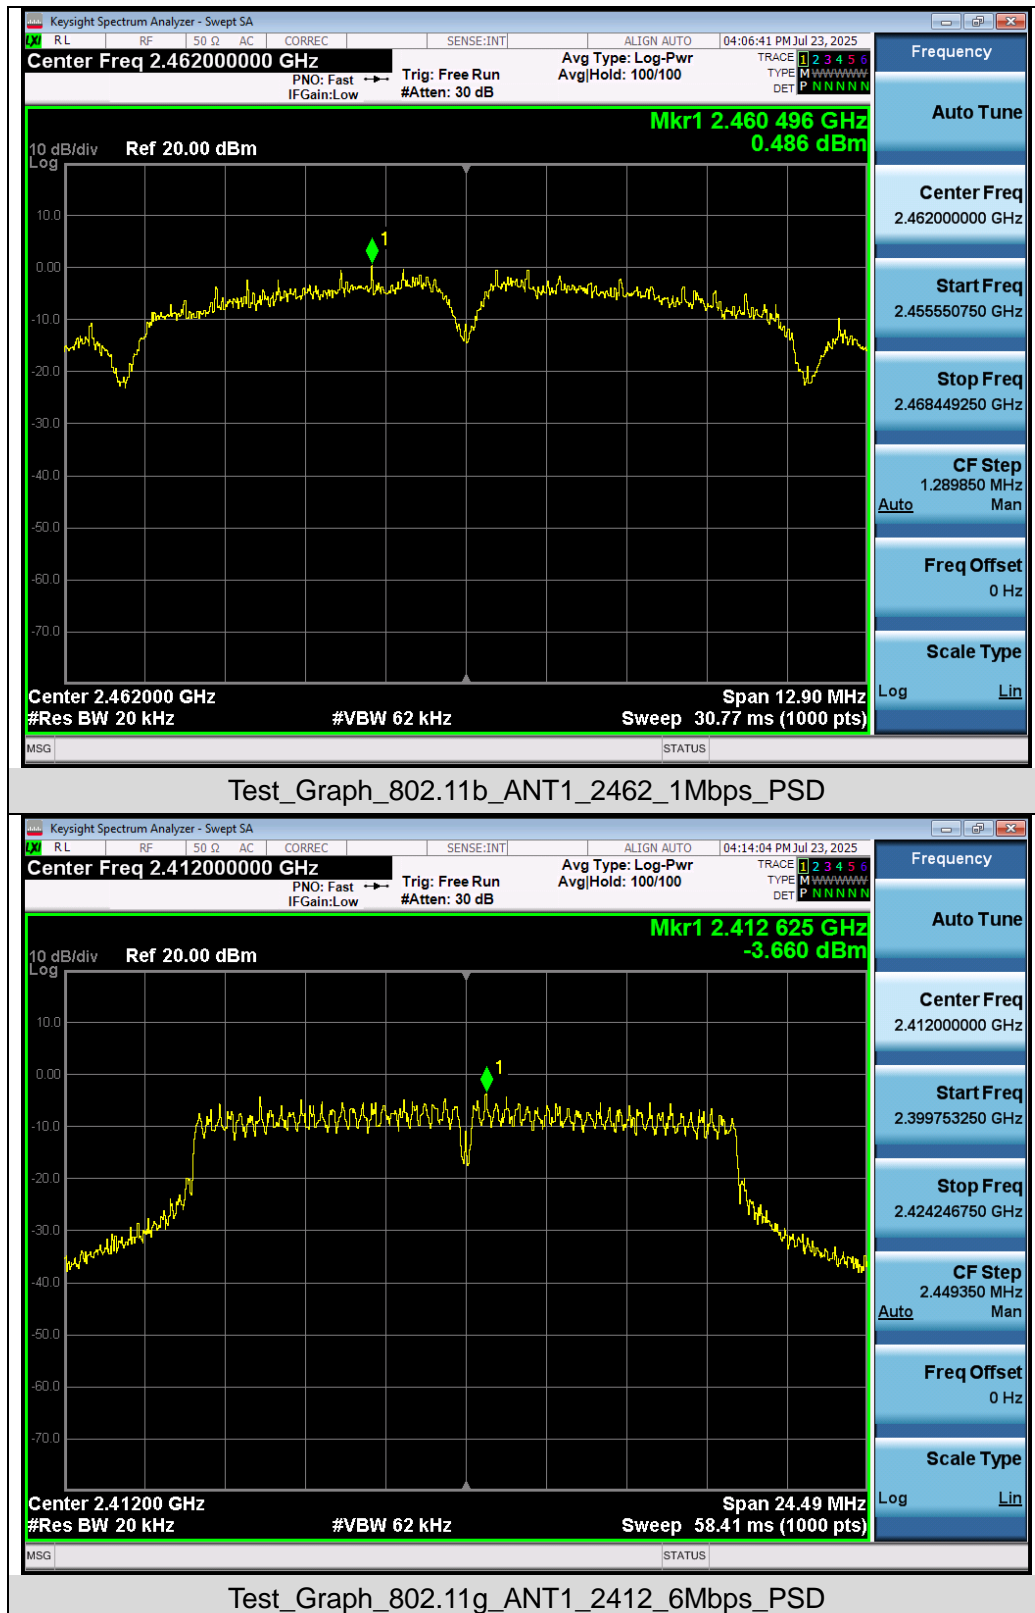 Keysight Spectrum Analyzer - Swept SA
LXI RL RF 50 Ω AC CORREC SENSE:INT ALIGN AUTO 04:06:41 PM Jul 23, 2025
Center Freq 2.462000000 GHz
PNO: Fast
IFGain:Low
Trig: Free Run
#Atten: 30 dB
Avg Type: Log-Pwr
Avg|Hold: 100/100
TRACE 1 2 3 4 5 6
TYPE M WWWWW
DET P N N N N N
Mkr1 2.460 496 GHz
0.486 dBm
10 dB/div Ref 20.00 dBm
Log
10.0
1
0.00
-10.0
-20.0
-30.0
-40.0
-50.0
-60.0
-70.0
Center 2.462000 GHz Span 12.90 MHz
#Res BW 20 kHz #VBW 62 kHz Sweep 30.77 ms (1000 pts)
MSG STATUS
Frequency
Auto Tune
Center Freq
2.462000000 GHz
Start Freq
2.455550750 GHz
Stop Freq
2.468449250 GHz
CF Step
1.289850 MHz
Auto Man
Freq Offset
0 Hz
Scale Type
Log Lin
Test_Graph_802.11b_ANT1_2462_1Mbps_PSD
Keysight Spectrum Analyzer - Swept SA
LXI RL RF 50 Ω AC CORREC SENSE:INT ALIGN AUTO 04:14:04 PM Jul 23, 2025
Center Freq 2.412000000 GHz
PNO: Fast
IFGain:Low
Trig: Free Run
#Atten: 30 dB
Avg Type: Log-Pwr
Avg|Hold: 100/100
TRACE 1 2 3 4 5 6
TYPE M WWWWW
DET P N N N N N
Mkr1 2.412 625 GHz
-3.660 dBm
10 dB/div Ref 20.00 dBm
Log
10.0
0.00
1
-10.0
-20.0
-30.0
-40.0
-50.0
-60.0
-70.0
Center 2.41200 GHz Span 24.49 MHz
#Res BW 20 kHz #VBW 62 kHz Sweep 58.41 ms (1000 pts)
MSG STATUS
Frequency
Auto Tune
Center Freq
2.412000000 GHz
Start Freq
2.399753250 GHz
Stop Freq
2.424246750 GHz
CF Step
2.449350 MHz
Auto Man
Freq Offset
0 Hz
Scale Type
Log Lin
Test_Graph_802.11g_ANT1_2412_6Mbps_PSD